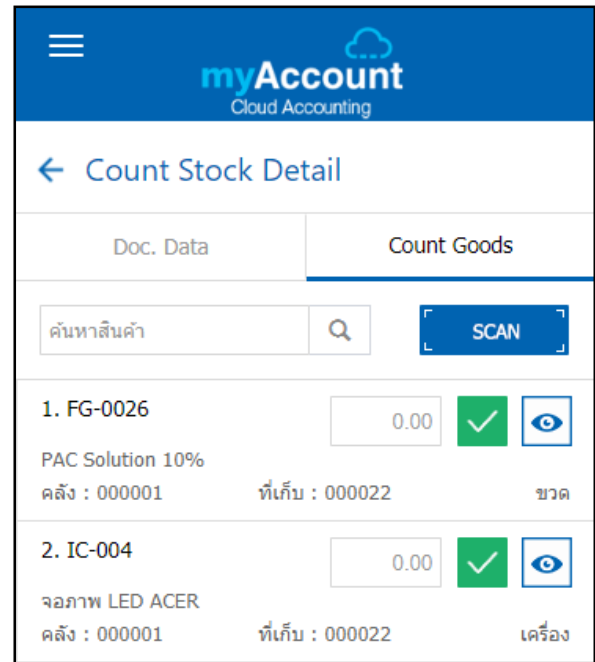 myAccount
Cloud Accounting
← Count Stock Detail
Doc. Data Count Goods
ค้นหาสินค้า SCAN
1. FG-0026 0.00
PAC Solution 10%
คลัง : 000001 ที่เก็บ : 000022 ขวด
2. IC-004 0.00
จอภาพ LED ACER
คลัง : 000001 ที่เก็บ : 000022 เครื่อง